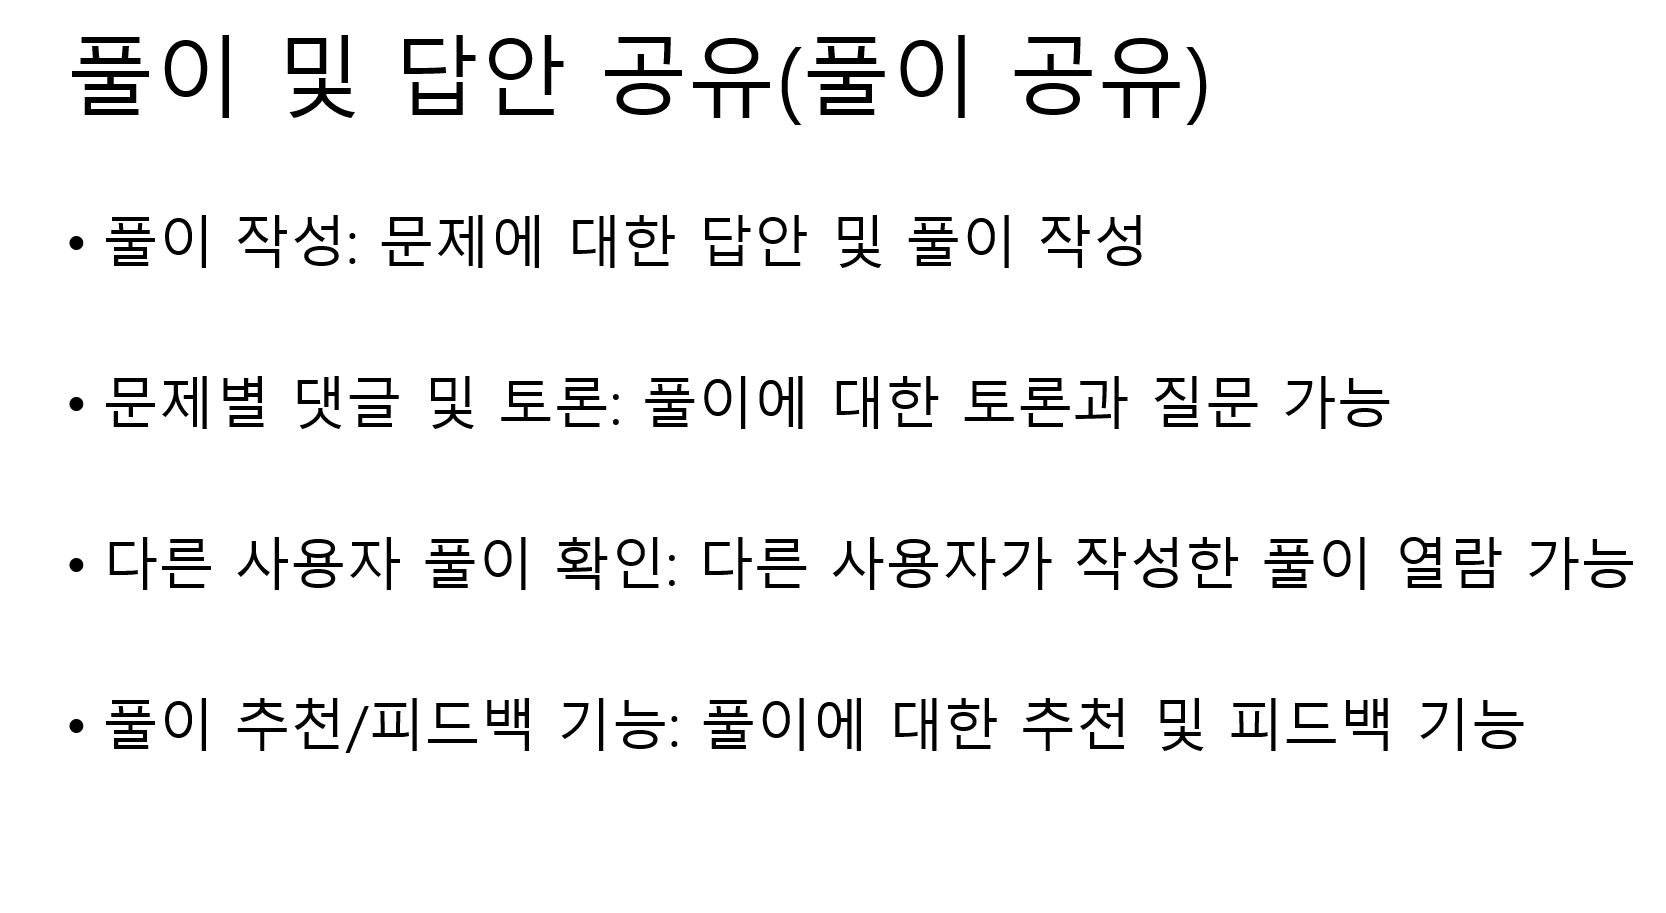 풀이 및 답안 공유(풀이 공유)
• 풀이 작성: 문제에 대한 답안 및 풀이 작성
• 문제별 댓글 및 토론: 풀이에 대한 토론과 질문 가능
• 다른 사용자 풀이 확인: 다른 사용자가 작성한 풀이 열람 가능
• 풀이 추천/피드백 기능: 풀이에 대한 추천 및 피드백 기능